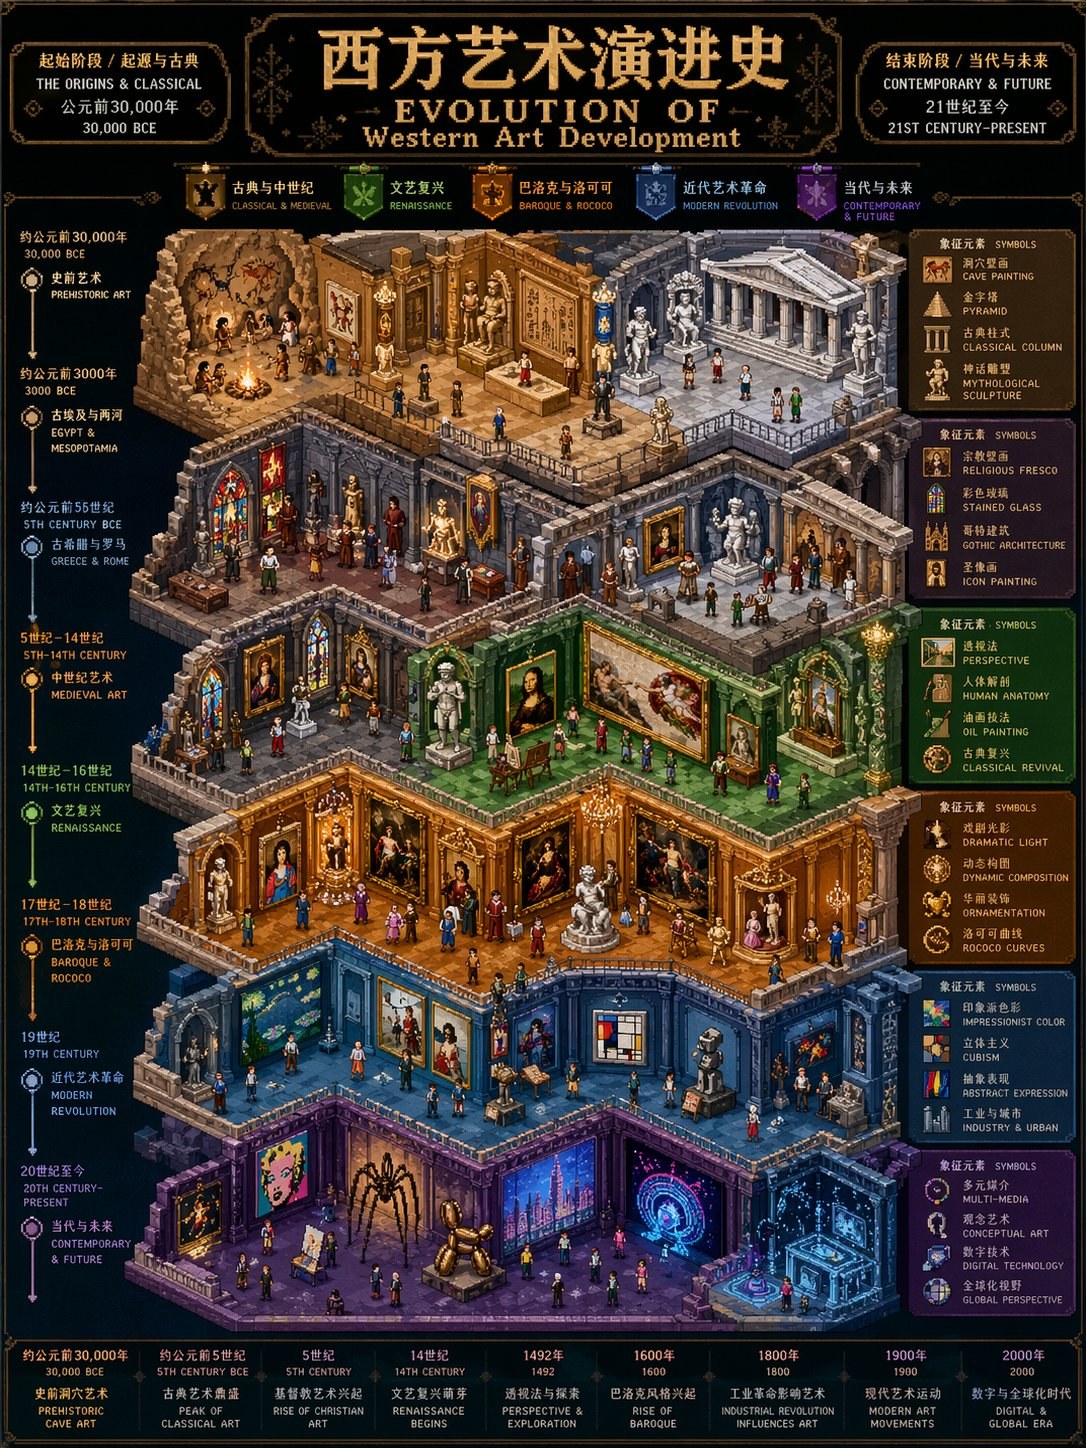 西方艺术演进史
EVOLUTION OF
Western Art Development
起始阶段 / 起源与古典
THE ORIGINS & CLASSICAL
公元前30,000年
30,000 BCE
结束阶段 / 当代与未来
CONTEMPORARY & FUTURE
21世纪至今
21ST CENTURY-PRESENT
古典与中世纪
CLASSICAL & MEDIEVAL
文艺复兴
RENAISSANCE
巴洛克与洛可可
BAROQUE & ROCOCO
近代艺术革命
MODERN REVOLUTION
当代与未来
CONTEMPORARY
& FUTURE
约公元前30,000年
30,000 BCE
史前艺术
PREHISTORIC ART
约公元前3000年
3000 BCE
古埃及与两河
EGYPT &
MESOPOTAMIA
5TH CENTURY BCE
古希腊与罗马
GREECE & ROME
5世纪-14世纪
5TH-14TH CENTURY
中世纪艺术
MEDIEVAL ART
14世纪-16世纪
14TH-16TH CENTURY
文艺复兴
RENAISSANCE
17世纪-18世纪
17TH-18TH CENTURY
巴洛克与洛可可
BAROQUE &
ROCOCO
19世纪
19TH CENTURY
近代艺术革命
MODERN
REVOLUTION
20世纪至今
20TH CENTURY-
PRESENT
当代与未来
CONTEMPORARY
& FUTURE
象征元素 SYMBOLS
洞穴壁画
CAVE PAINTING
金字塔
PYRAMID
古典柱式
CLASSICAL COLUMN
神话雕塑
MYTHOLOGICAL
SCULPTURE
象征元素 SYMBOLS
宗教壁画
RELIGIOUS FRESCO
彩色玻璃
STAINED GLASS
哥特建筑
GOTHIC ARCHITECTURE
圣像画
ICON PAINTING
象征元素 SYMBOLS
透视法
PERSPECTIVE
人体解剖
HUMAN ANATOMY
油画技法
OIL PAINTING
古典复兴
CLASSICAL REVIVAL
象征元素 SYMBOLS
戏剧光影
DRAMATIC LIGHT
动态构图
DYNAMIC COMPOSITION
华丽装饰
ORNAMENTATION
洛可可曲线
ROCOCO CURVES
象征元素 SYMBOLS
印象派色彩
IMPRESSIONIST COLOR
立体主义
CUBISM
抽象表现
ABSTRACT EXPRESSION
工业与城市
INDUSTRY & URBAN
象征元素 SYMBOLS
多元媒介
MULTI-MEDIA
观念艺术
CONCEPTUAL ART
数字技术
DIGITAL TECHNOLOGY
全球化视野
GLOBAL PERSPECTIVE
约公元前30,000年
30,000 BCE
史前洞穴艺术
PREHISTORIC
CAVE ART
约公元前5世纪
5TH CENTURY BCE
古典艺术鼎盛
PEAK OF
CLASSICAL ART
5世纪
5TH CENTURY
基督教艺术兴起
RISE OF CHRISTIAN
ART
14世纪
14TH CENTURY
文艺复兴萌芽
RENAISSANCE
BEGINS
1492年
1492
透视法与探索
PERSPECTIVE &
EXPLORATION
1600年
1600
巴洛克风格兴起
RISE OF
BAROQUE
1800年
1800
工业革命影响艺术
INDUSTRIAL REVOLUTION
INFLUENCES ART
1900年
1900
现代艺术运动
MODERN ART
MOVEMENTS
2000年
2000
数字与全球化时代
DIGITAL &
GLOBAL ERA